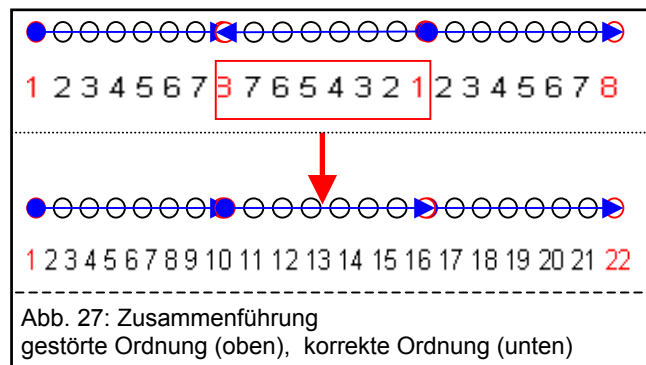 1 2 3 4 5 6 7 8 7 6 5 4 3 2 1 2 3 4 5 6 7 8
1 2 3 4 5 6 7 8 9 10 11 12 13 14 15 16 17 18 19 20 21 22
Abb. 27: Zusammenführung
gestörte Ordnung (oben), korrekte Ordnung (unten)